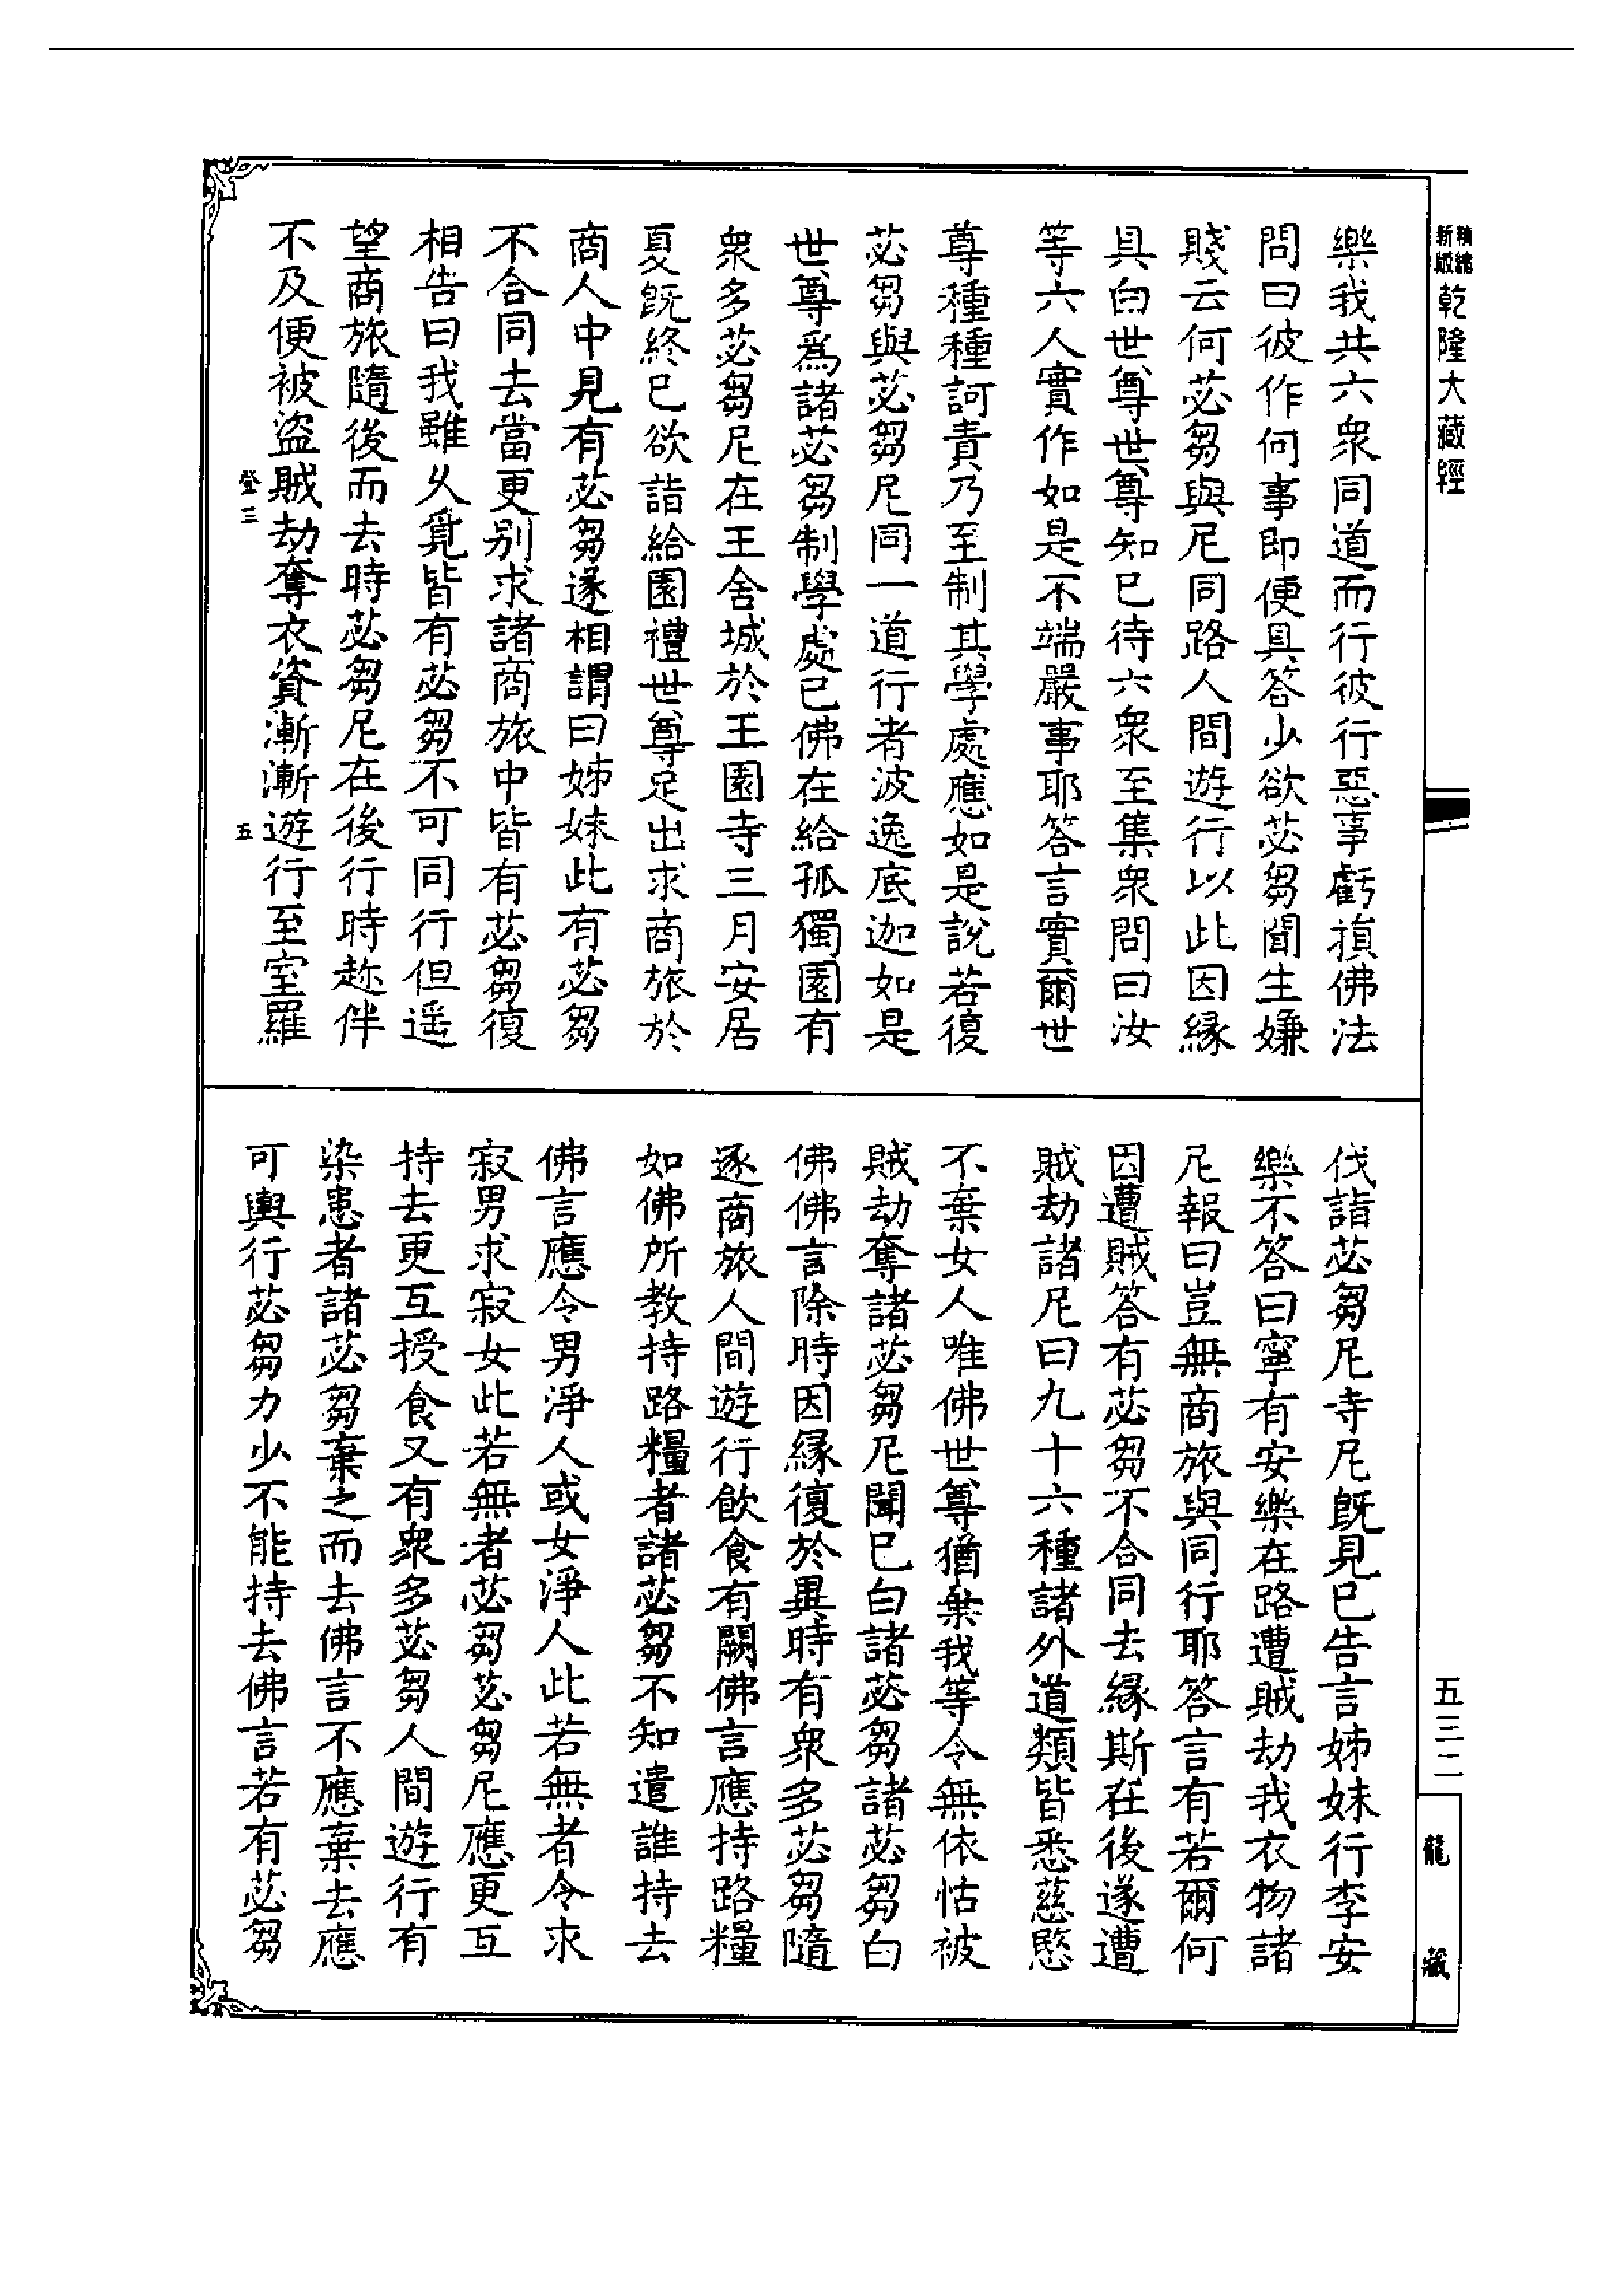 精繕
新版
乾隆大藏經
樂我共六衆同道而行彼行惡事虧損佛法
問曰彼作何事即便具答少欲苾芻聞生嫌
賤云何苾芻與尼同路人間遊行以此因緣
具白世尊世尊知已待六衆至集衆問曰汝
等六人實作如是不端嚴事耶答言實爾世
尊種種訶責乃至制其學處應如是說若復
苾芻與苾芻尼同一道行者波逸底迦如是
世尊為諸苾芻制學處已佛在給孤獨園有
衆多苾芻尼在王舍城於王園寺三月安居
夏既終已欲詣給園禮世尊足出求商旅於
商人中見有苾芻遂相謂曰姊妹此有苾芻
不合同去當更別求諸商旅中皆有苾芻復
相告曰我雖久覓皆有苾芻不可同行但遥
望商旅隨後而去時苾芻尼在後行時趂伴
不及便被盜賊劫奪衣資漸漸遊行至室羅
登三
五
伐詣苾芻尼寺尼既見已告言姊妹行李安
樂不答曰寧有安樂在路遭賊劫我衣物諸
尼報曰豈無商旅與同行耶答言有若爾何
因遭賊答有苾芻不合同去緣斯在後遂遭
賊劫諸尼曰九十六種諸外道類皆悉慈愍
不棄女人唯佛世尊猶棄我等令無依怙被
賊劫奪諸苾芻尼聞已白諸苾芻諸苾芻白
佛佛言除時因緣復於異時有衆多苾芻隨
逐商旅人間遊行飲食有闕佛言應持路糧
如佛所教持路糧者諸苾芻不知遣誰持去
佛言應令男淨人或女淨人此若無者令求
寂男求寂女此若無者苾芻苾芻尼應更互
持去更互授食又有衆多苾芻人間遊行有
染患者諸苾芻棄之而去佛言不應棄去應
可輿行苾芻力少不能持去佛言若有苾芻
五三二
龍藏